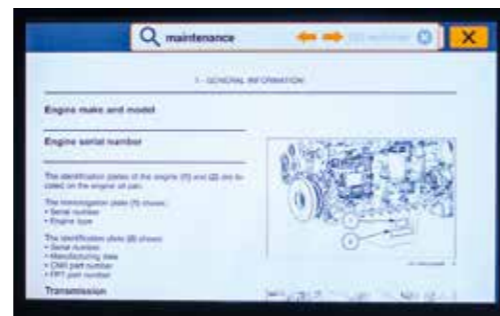 maintenance
1 - GENERAL INFORMATION
Engine make and model
Engine serial number
The identification plates of the engine (1) and (2) are located on the engine oil pan.
The homologation plate (1) shows:
• Serial number
• Engine type
The identification plate (2) shows:
• Serial number
• Manufacturing date
• CNH part number
• FPT part number
Transmission